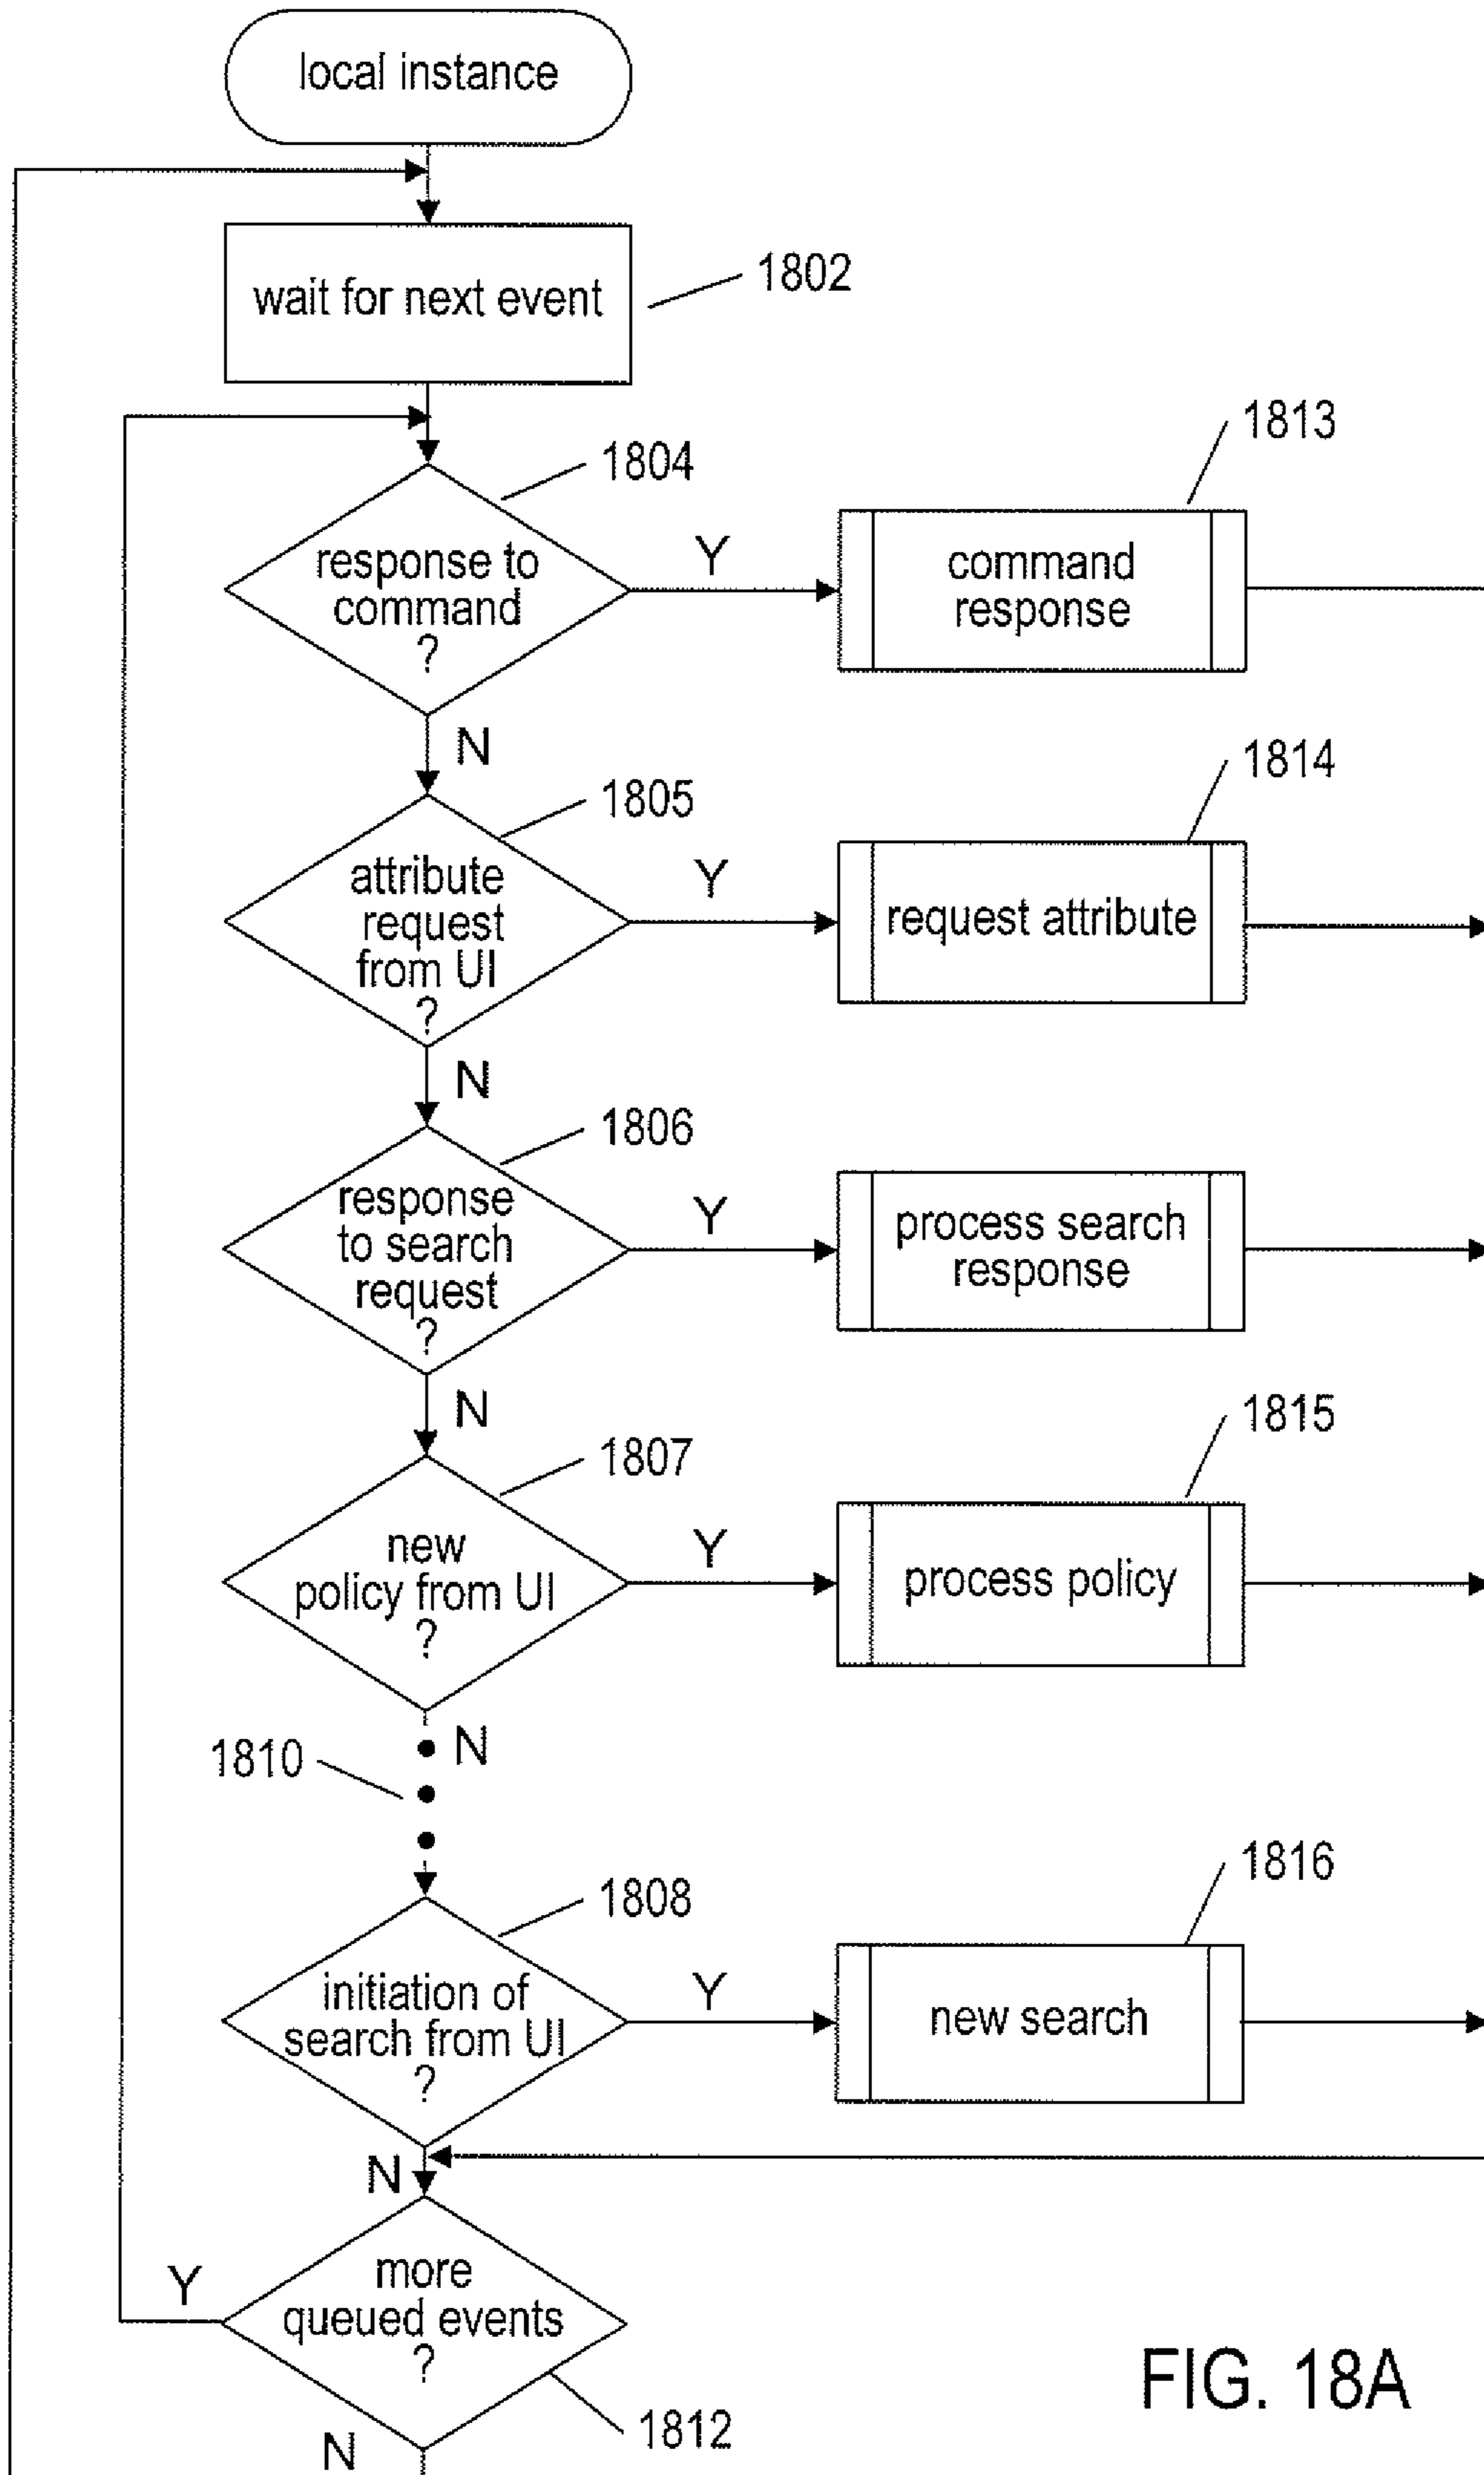 local instance
wait for next event
1802
1804
response to
command
?
Y
1813
command
response
N
1805
attribute
request
from UI
?
Y
1814
request attribute
N
1806
response
to search
request
?
Y
process search
response
N
1807
new
policy from UI
?
Y
1815
process policy
N
1810
1808
initiation of
search from UI
?
Y
1816
new search
N
more
queued events
?
Y
1812
N
FIG. 18A